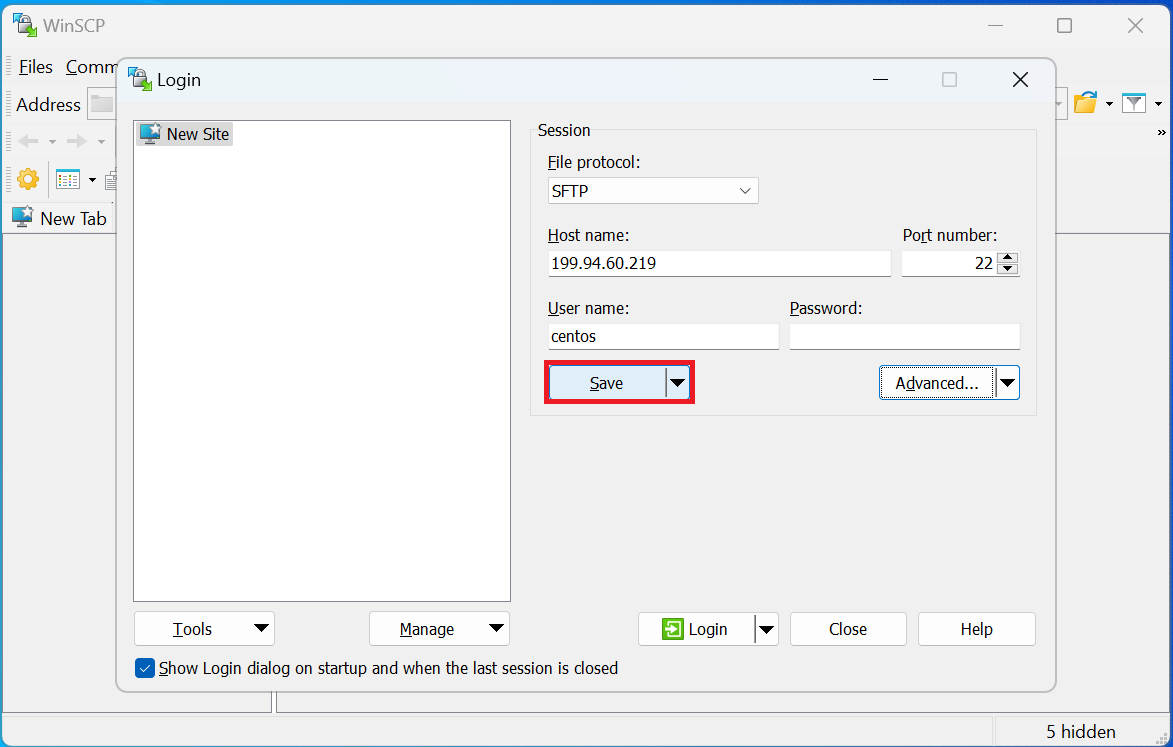 WinSCP
Files Comm
Login
Address
New Site
Session
File protocol:
SFTP
New Tab
Host name:
Port number:
199.94.60.219
22
User name:
Password:
centos
Save
Advanced...
Tools
Manage
Login
Close
Help
Show Login dialog on startup and when the last session is closed
5 hidden